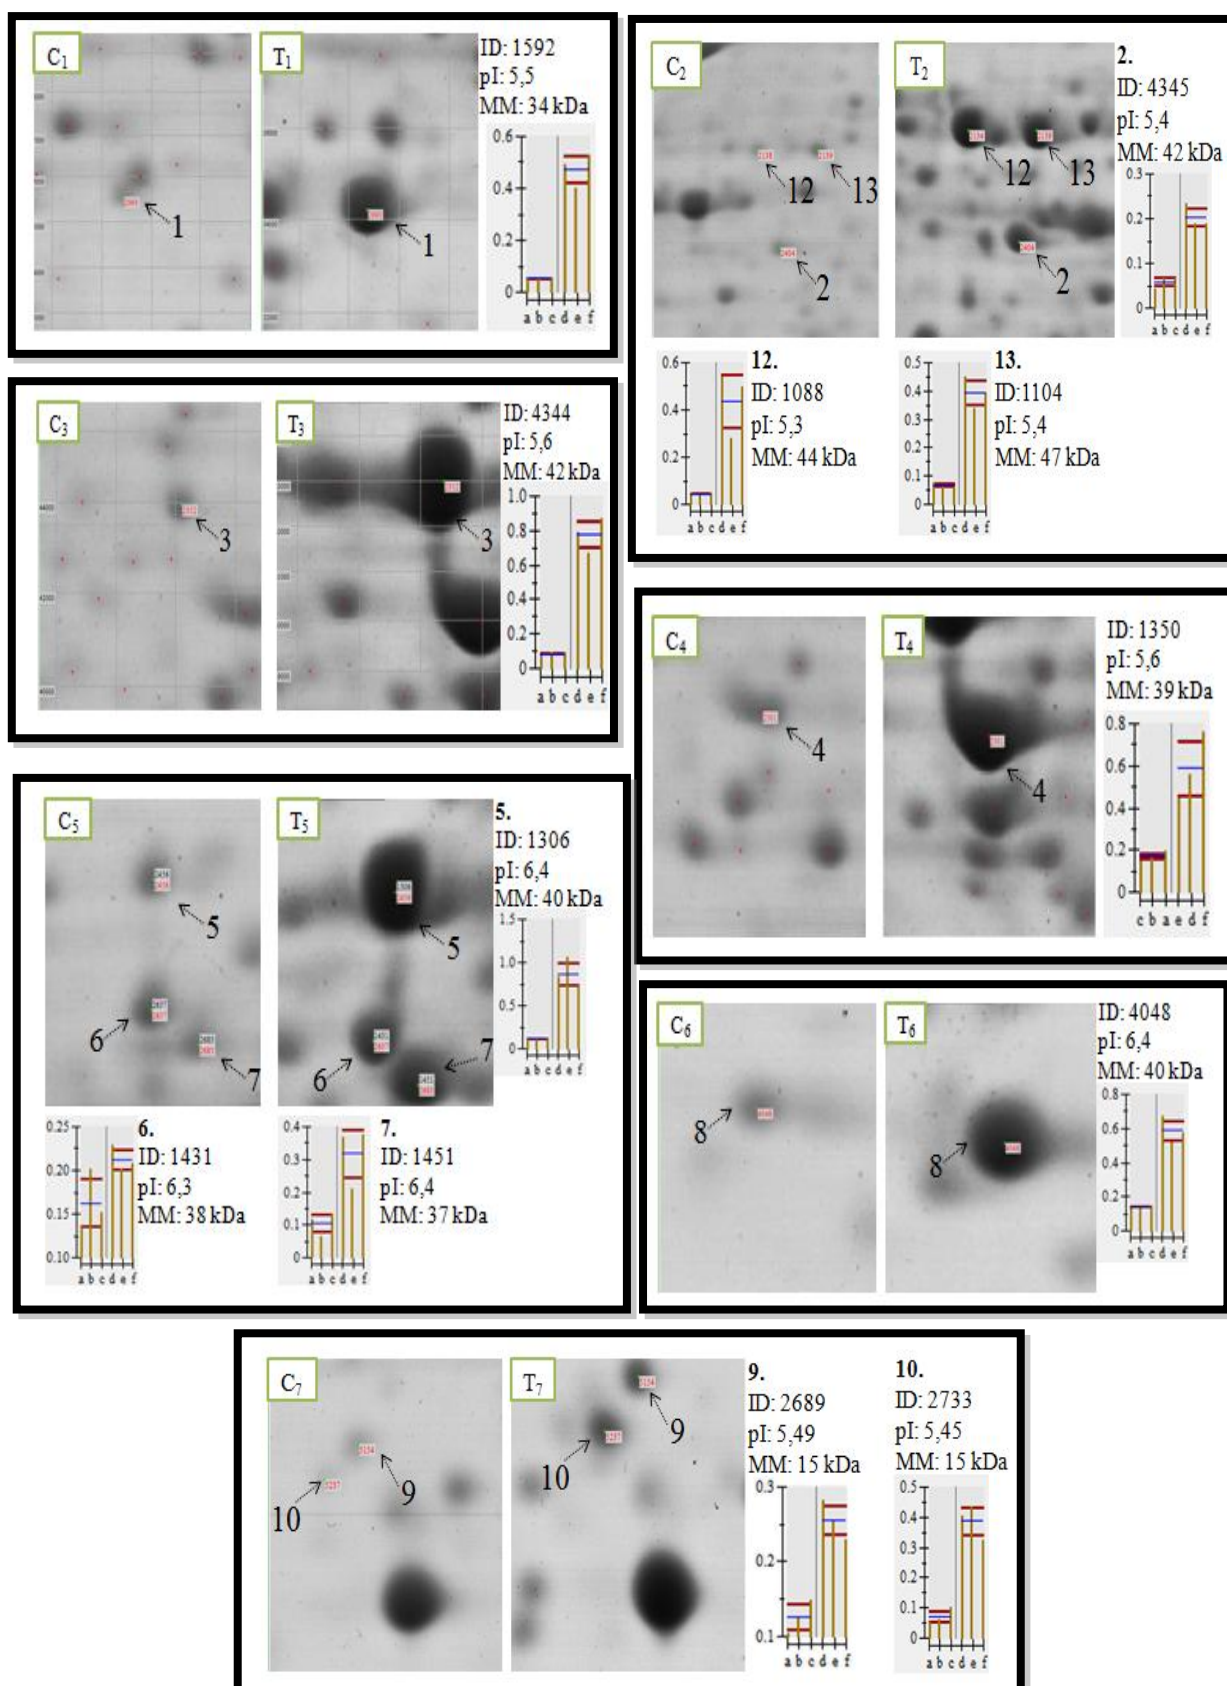 C1
T1
ID: 1592
pI: 5,5
MM: 34 kDa
0.6
0.4
0.2
0
a b c d e f
1
1
C2
T2
2.
ID: 4345
pI: 5,4
MM: 42 kDa
0.3
0.2
0.1
0
a b c d e f
12
13
2
12
13
2
0.6
0.4
0.2
0
a b c d e f
12.
ID: 1088
pI: 5,3
MM: 44 kDa
0.5
0.4
0.3
0.2
0.1
0
a b c d e f
13.
ID:1104
pI: 5,4
MM: 47 kDa
C3
T3
ID: 4344
pI: 5,6
MM: 42 kDa
1.0
0.8
0.6
0.4
0.2
0
a b c d e f
3
3
C4
T4
ID: 1350
pI: 5,6
MM: 39 kDa
0.8
0.6
0.4
0.2
0
c b a e d f
4
4
C5
T5
5.
ID: 1306
pI: 6,4
MM: 40 kDa
1.5
1.0
0.5
0
a b c d e f
5
6
7
5
6
7
0.25
0.20
0.15
0.10
a b c d e f
6.
ID: 1431
pI: 6,3
MM: 38 kDa
0.4
0.3
0.2
0.1
0
a b c d e f
7.
ID: 1451
pI: 6,4
MM: 37 kDa
C6
T6
ID: 4048
pI: 6,4
MM: 40 kDa
0.8
0.6
0.4
0.2
0
a b c d e f
8
8
C7
T7
9.
ID: 2689
pI: 5,49
MM: 15 kDa
0.3
0.2
0.1
a b c d e f
10.
ID: 2733
pI: 5,45
MM: 15 kDa
0.5
0.4
0.3
0.2
0.1
0
a b c d e f
10
9
10
9